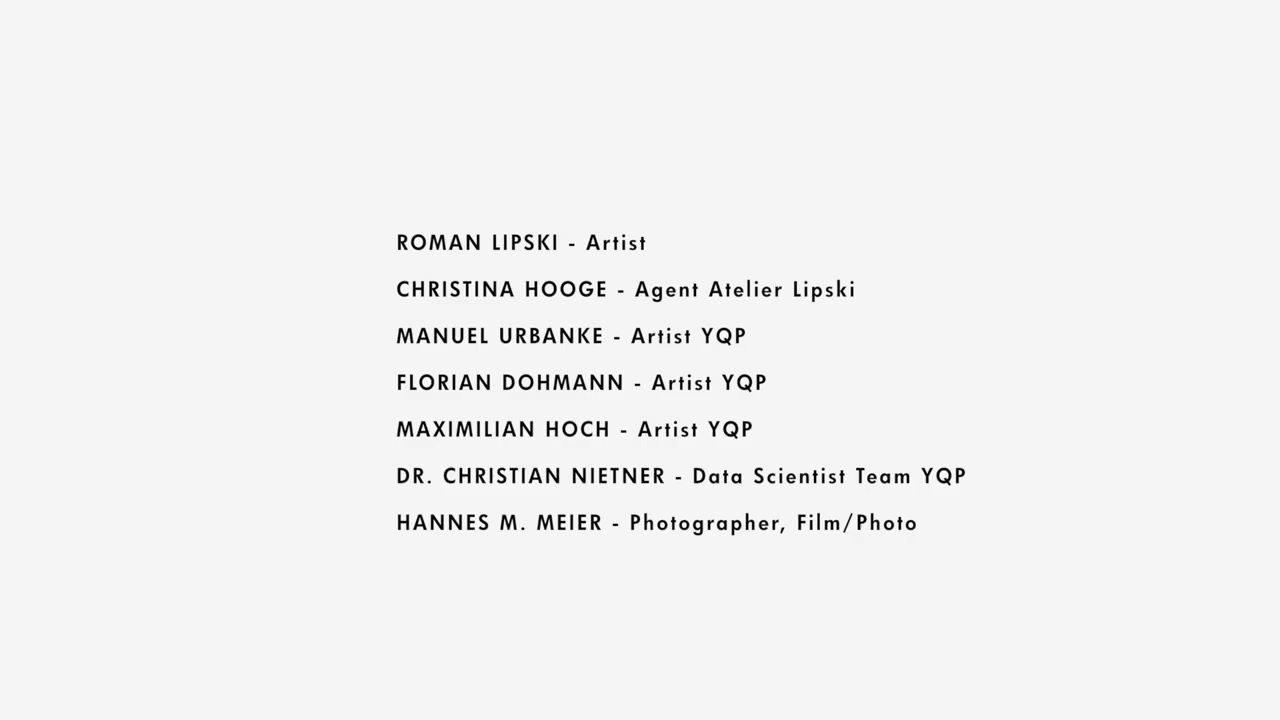 ROMAN LIPSKI - Artist
CHRISTINA HOOGE - Agent Atelier Lipski
MANUEL URBANKE - Artist YQP
FLORIAN DOHMANN - Artist YQP
MAXIMILIAN HOCH - Artist YQP
DR. CHRISTIAN NIETNER - Data Scientist Team YQP
HANNES M. MEIER - Photographer, Film/Photo